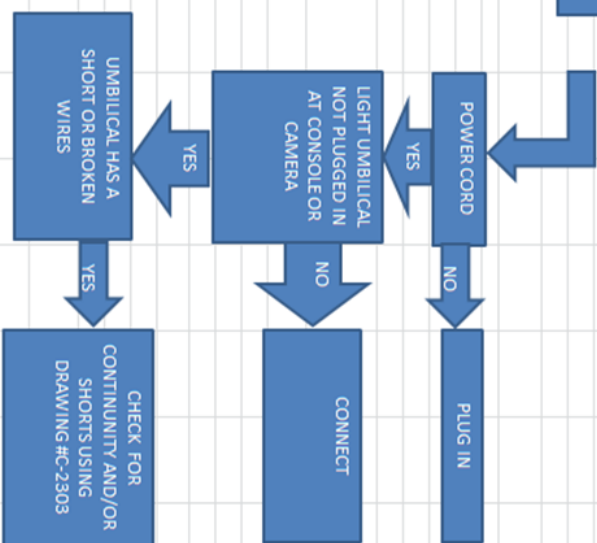 POWER CORD
NO
PLUG IN
YES
LIGHT UMBILICAL
NOT PLUGGED IN
AT CONSOLE OR
CAMERA
NO
CONNECT
YES
UMBILICAL HAS A
SHORT OR BROKEN
WIRES
YES
CHECK FOR
CONTINUNITY AND/OR
SHORTS USING
DRAWING #C-2303